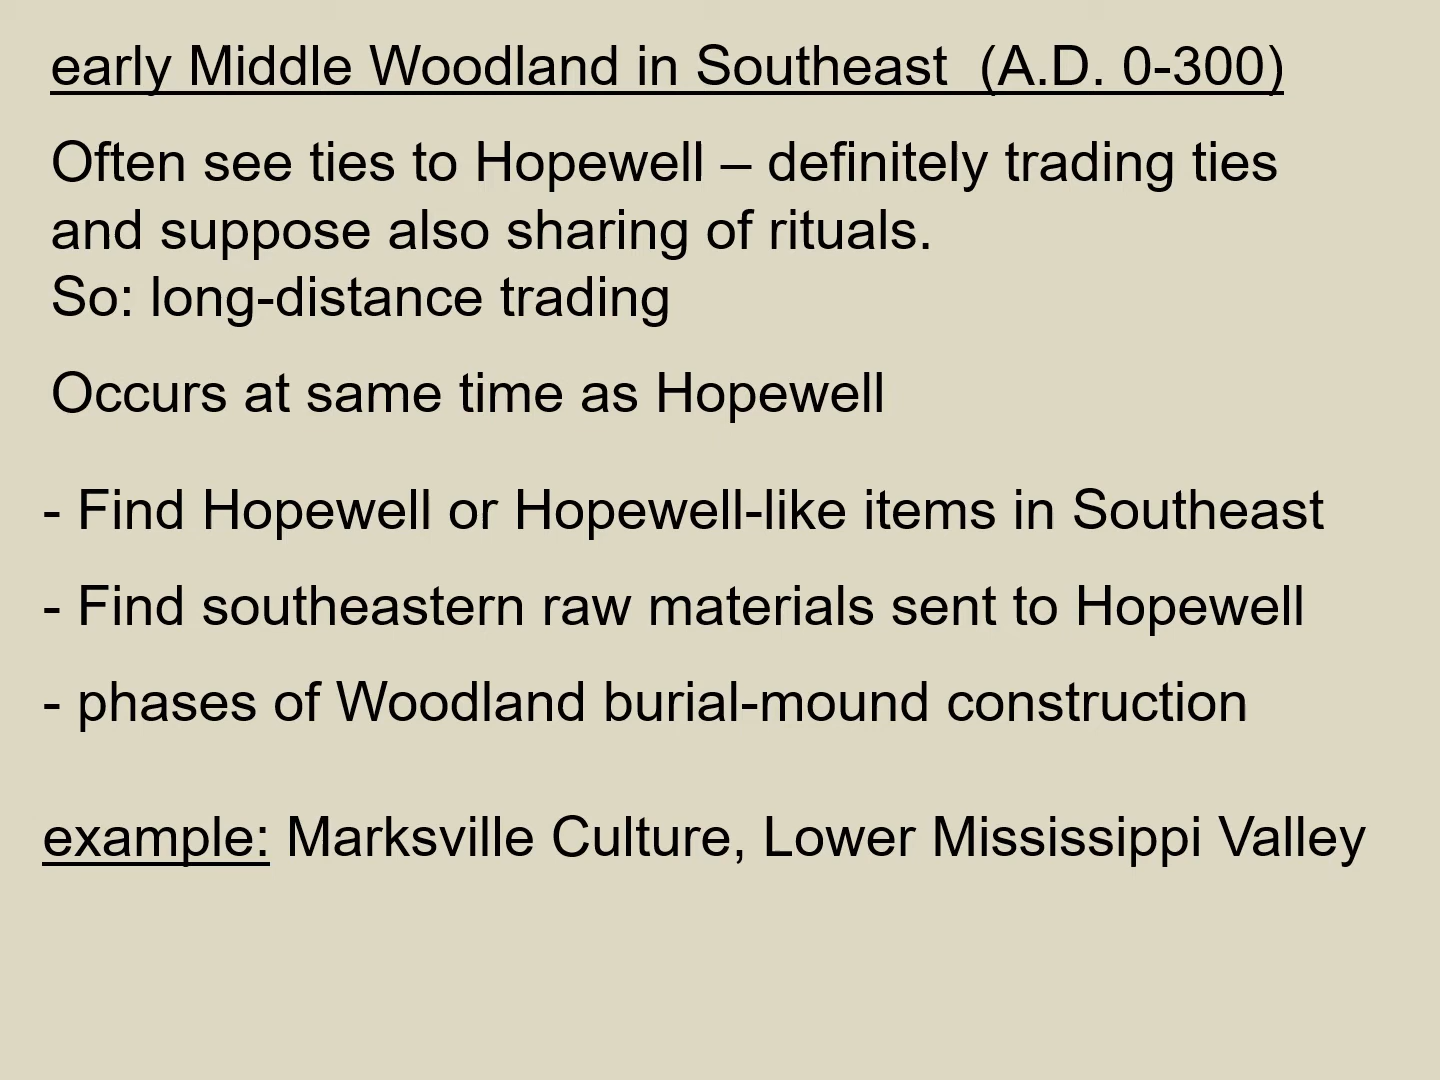 early Middle Woodland in Southeast  (A.D. 0-300)
Often see ties to Hopewell – definitely trading ties
and suppose also sharing of rituals.
So: long-distance trading
Occurs at same time as Hopewell
- Find Hopewell or Hopewell-like items in Southeast
- Find southeastern raw materials sent to Hopewell
- phases of Woodland burial-mound construction
example: Marksville Culture, Lower Mississippi Valley